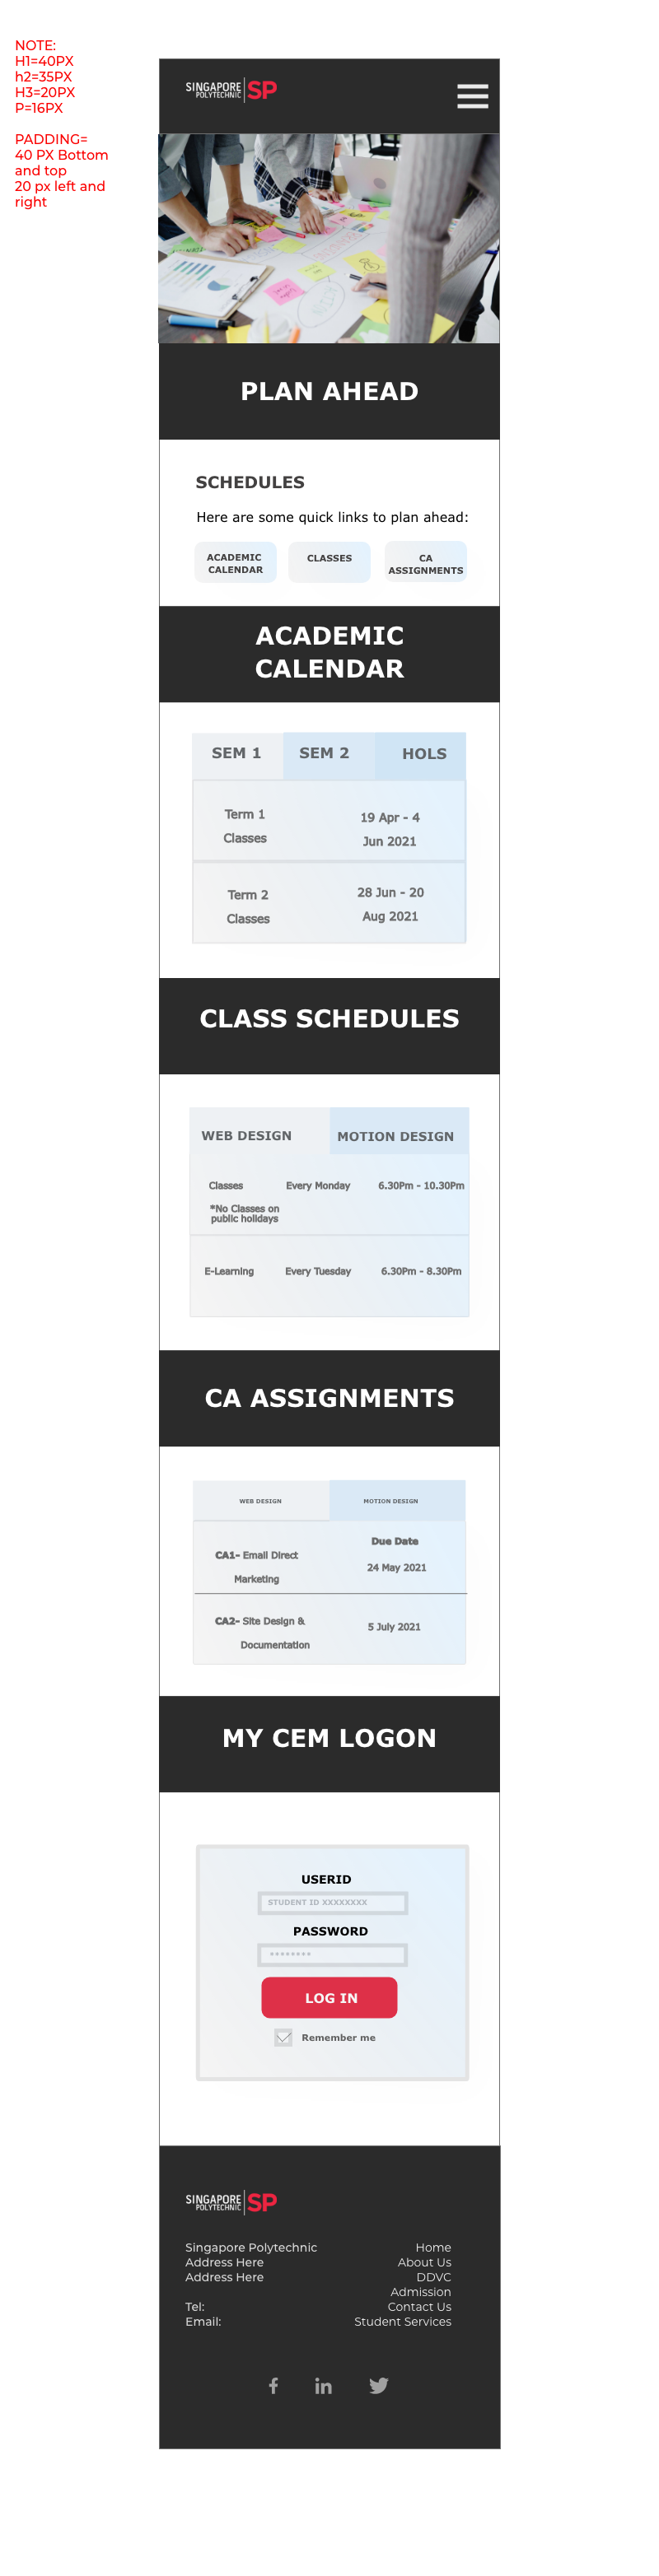 NOTE:
H1=40PX
h2=35PX
H3=20PX
P=16PX
PADDING=
40 PX Bottom
and top
20 px left and
right
SINGAPORE
POLYTECHNIC
SP
PLAN AHEAD
SCHEDULES
Here are some quick links to plan ahead:
ACADEMIC
CALENDAR
CLASSES
CA
ASSIGNMENTS
ACADEMIC
CALENDAR
SEM 1 SEM 2 HOLS
Term 1
Classes
19 Apr - 4
Jun 2021
Term 2
Classes
28 Jun - 20
Aug 2021
CLASS SCHEDULES
WEB DESIGN MOTION DESIGN
Classes Every Monday 6.30Pm - 10.30Pm
*No Classes on
public holidays
E-Learning Every Tuesday 6.30Pm - 8.30Pm
CA ASSIGNMENTS
WEB DESIGN MOTION DESIGN
Due Date
CA1- Email Direct
Marketing
24 May 2021
CA2- Site Design &
Documentation
5 July 2021
MY CEM LOGON
USERID
STUDENT ID XXXXXXXX
PASSWORD
********
LOG IN
Remember me
SINGAPORE
POLYTECHNIC
SP
Singapore Polytechnic
Address Here
Address Here
Tel:
Email:
Home
About Us
DDVC
Admission
Contact Us
Student Services